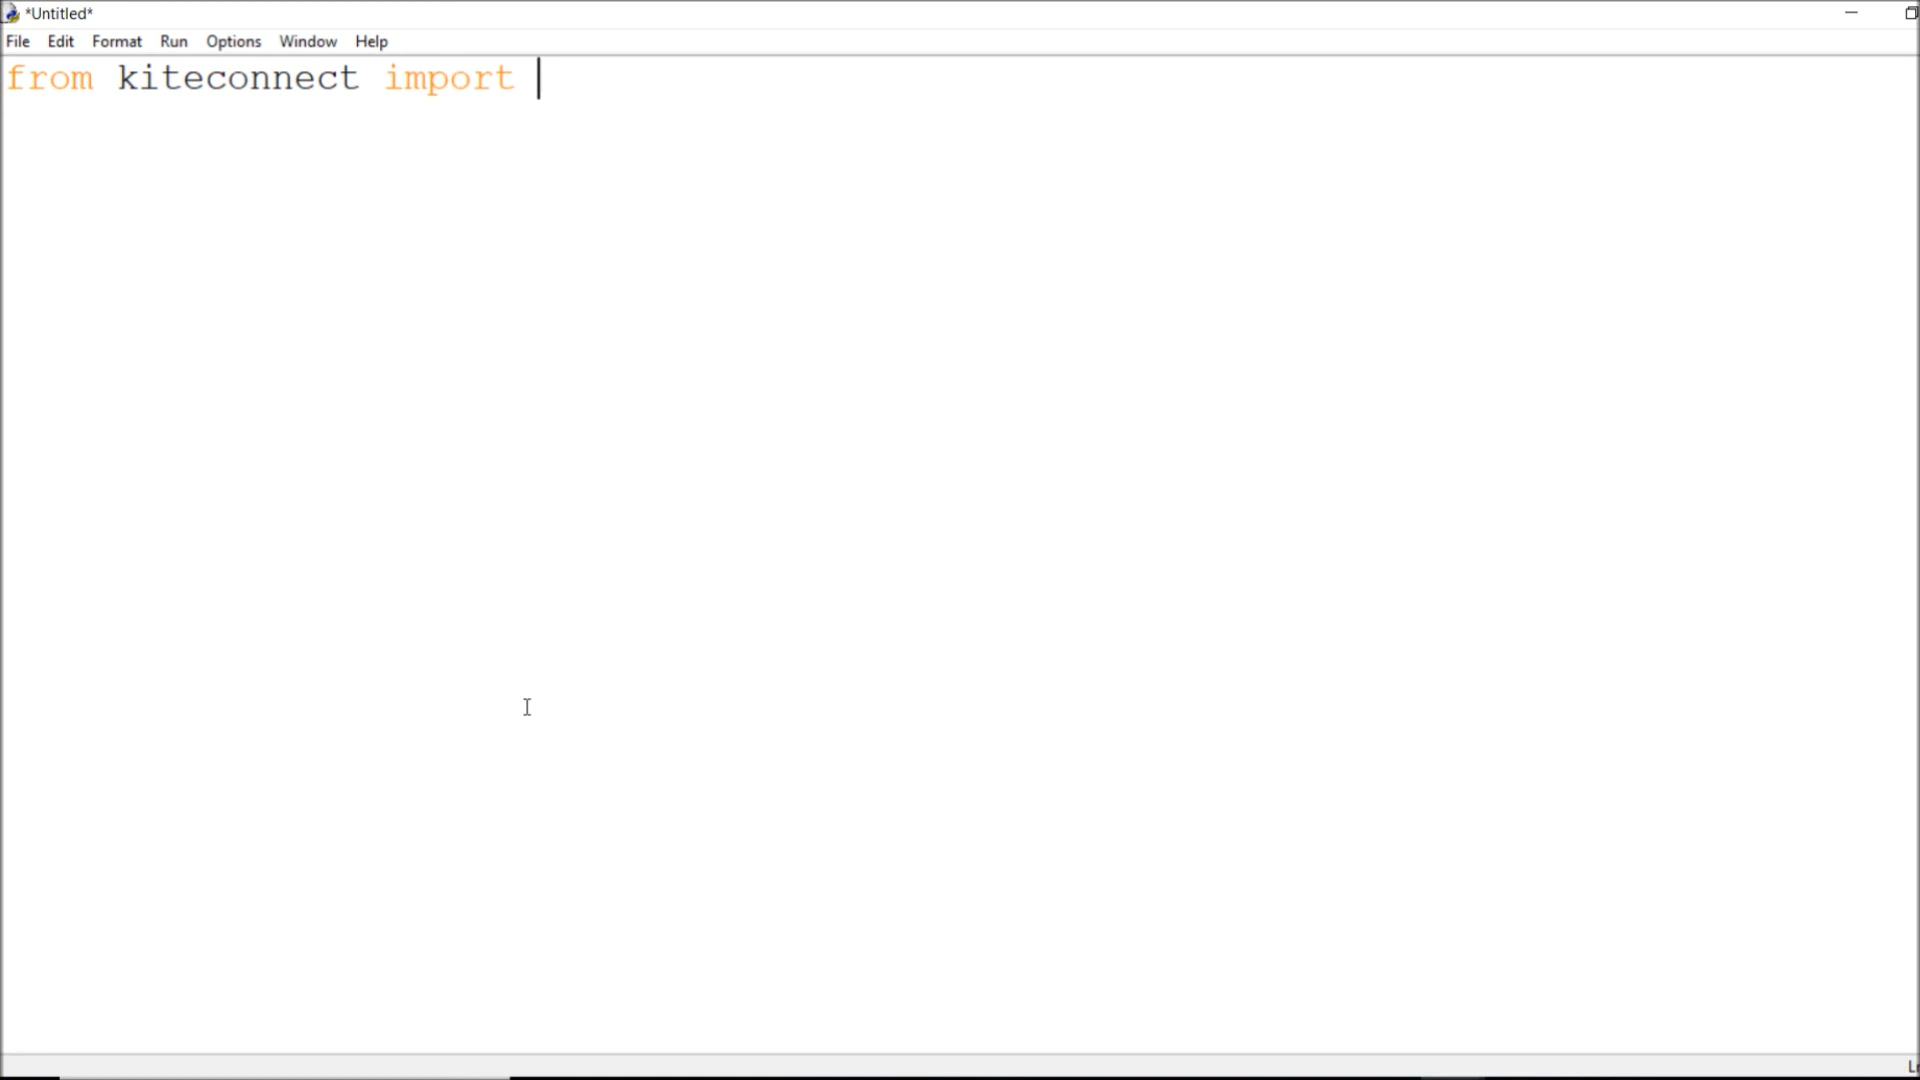 *Untitled*
File Edit Format Run Options Window Help
from kiteconnect import